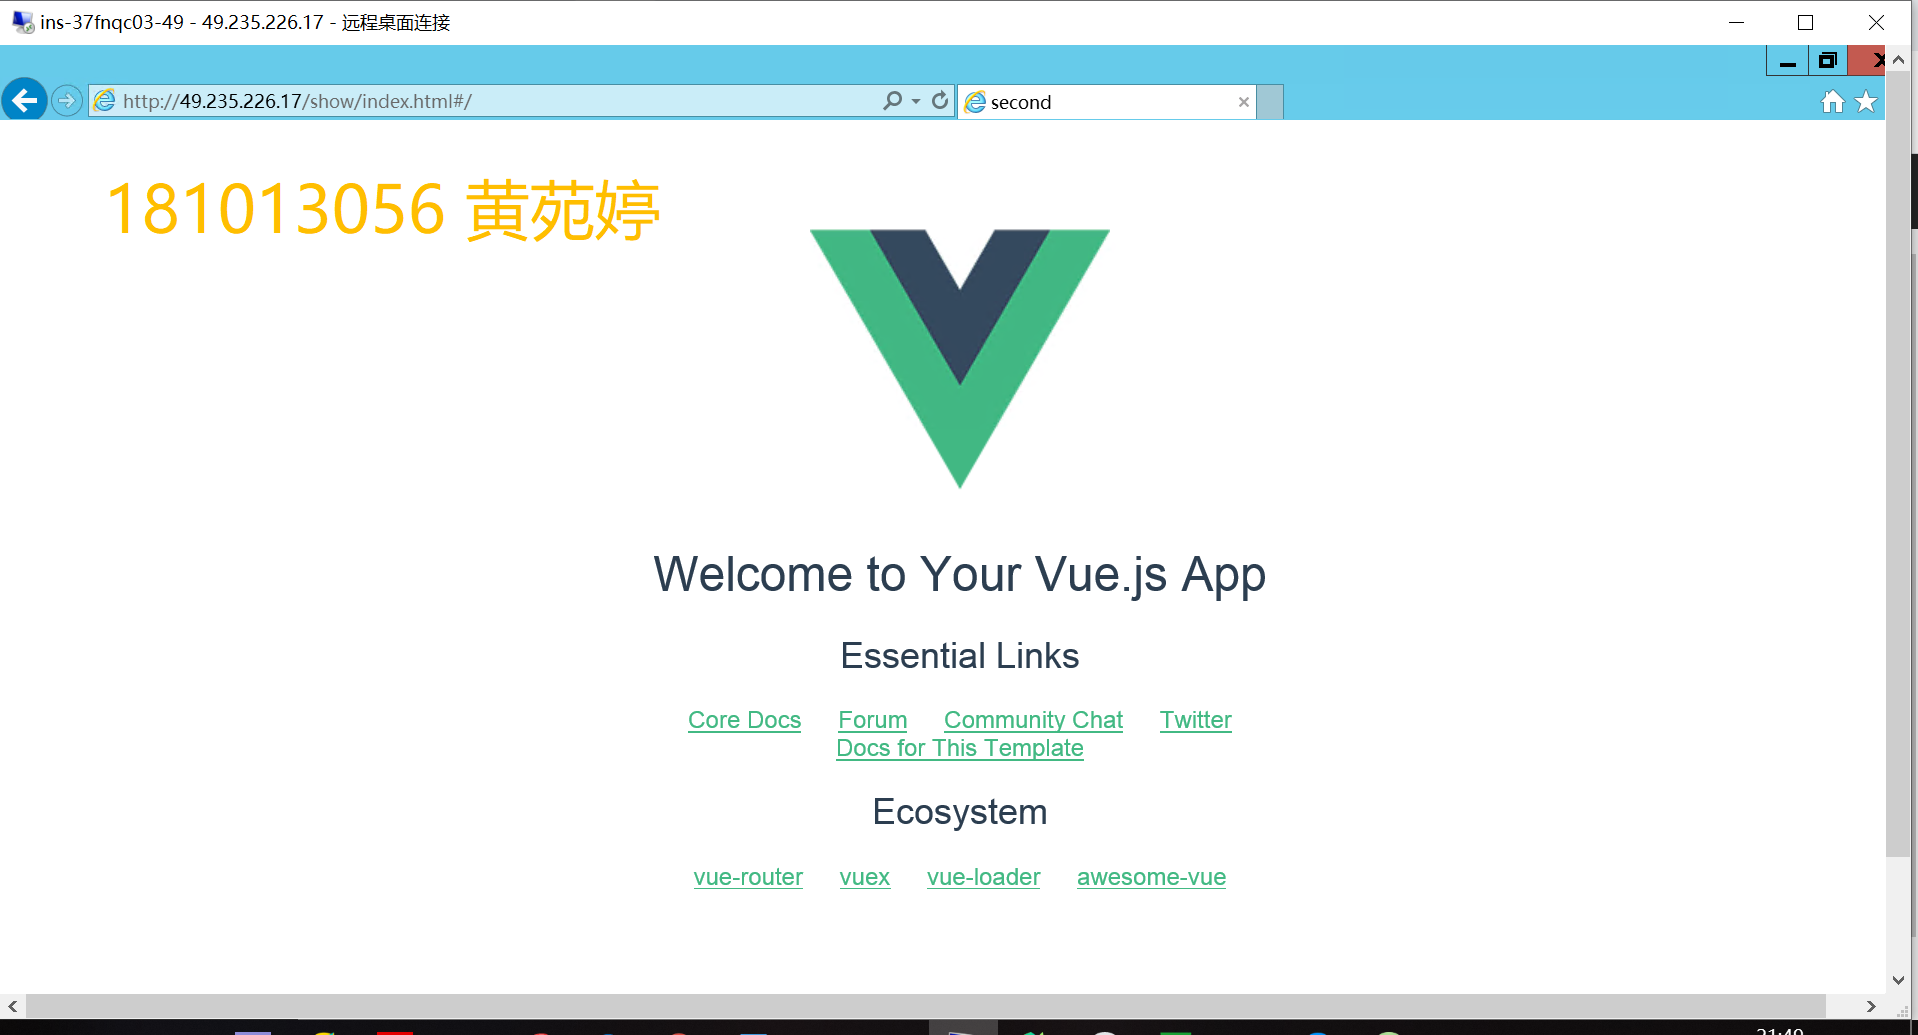 ins-37fnqc03-49 - 49.235.226.17 - 远程桌面连接
http://49.235.226.17/show/index.html#/
second
181013056 黄苑婷
Welcome to Your Vue.js App
Essential Links
Core Docs Forum Community Chat Twitter
Docs for This Template
Ecosystem
vue-router vuex vue-loader awesome-vue